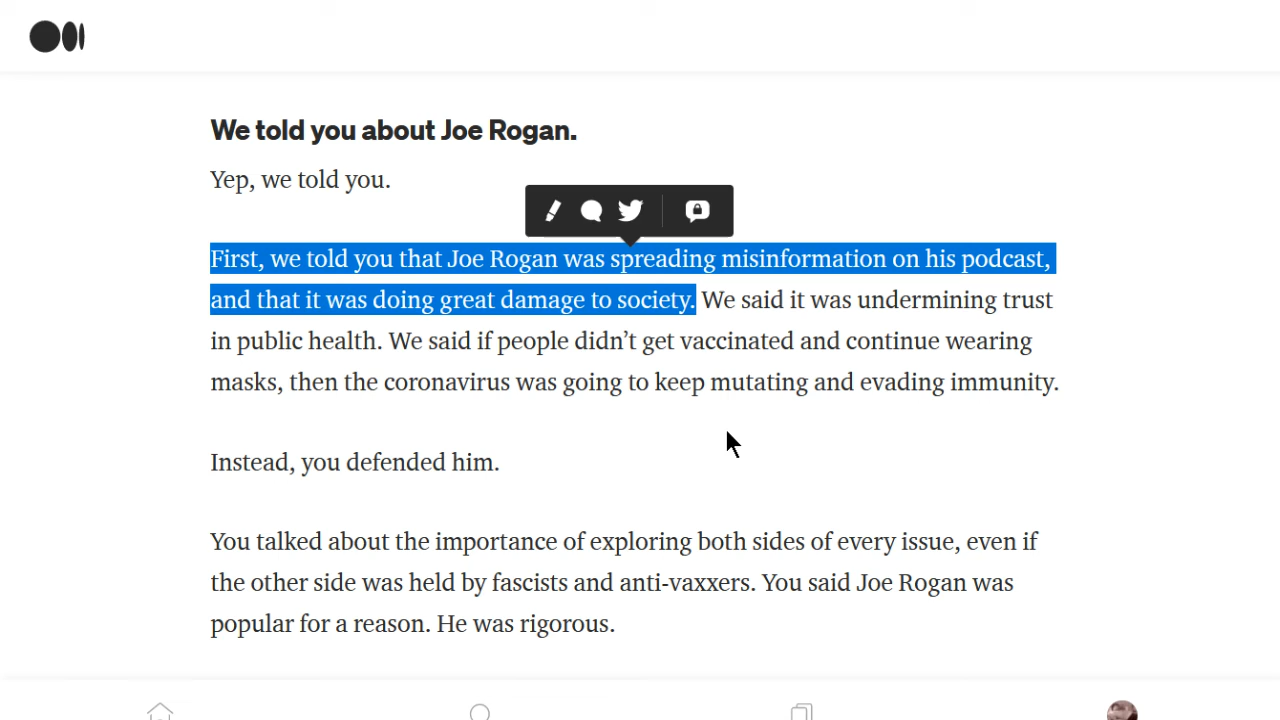 We told you about Joe Rogan.
Yep, we told you.
First, we told you that Joe Rogan was spreading misinformation on his podcast,
and that it was doing great damage to society. We said it was undermining trust
in public health. We said if people didn’t get vaccinated and continue wearing
masks, then the coronavirus was going to keep mutating and evading immunity.
Instead, you defended him.
You talked about the importance of exploring both sides of every issue, even if
the other side was held by fascists and anti-vaxxers. You said Joe Rogan was
popular for a reason. He was rigorous.